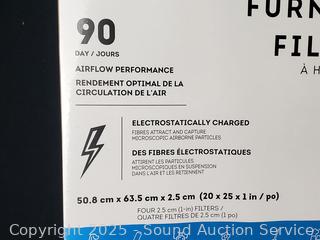 FURN
FIL
À H
90
DAY / JOURS
AIRFLOW PERFORMANCE
RENDEMENT OPTIMAL DE LA
CIRCULATION DE L'AIR
ELECTROSTATICALLY CHARGED
FIBRES ATTRACT AND CAPTURE
MICROSCOPIC AIRBORNE PARTICLES
DES FIBRES ÉLECTROSTATIQUES
ATTIRENT LES PARTICULES
MICROSCOPIQUES EN SUSPENSION
DANS L'AIR ET LES RETIENNENT
50.8 cm x 63.5 cm x 2.5 cm (20 x 25 x 1 in / po)
FOUR 2.5 cm (1-in) FILTERS /
QUATRE FILTRES DE 2,5 cm (1 po)
Copyright 2025 - Sound Auction Service -